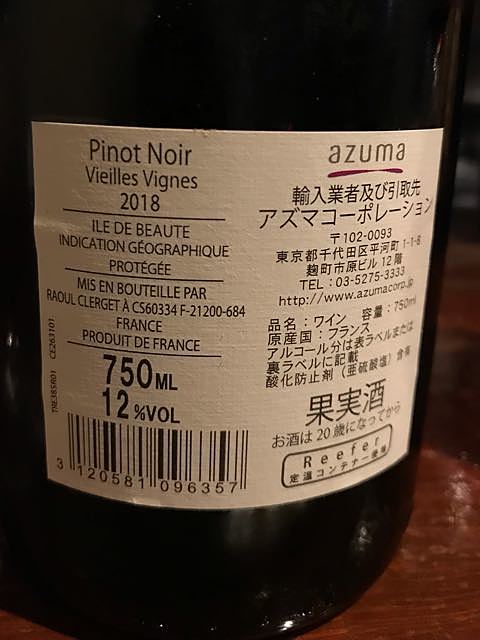 Pinot Noir
Vieilles Vignes
2018
ILE DE BEAUTE
INDICATION GÉOGRAPHIQUE
PROTÉGÉE
MIS EN BOUTEILLE PAR
RAOUL CLERGET À CS60334 F-21200-684
FRANCE
PRODUIT DE FRANCE
750ML
12%VOL
3 120581 096357
TRE38SR01 CE263101
azuma
輸入業者及び引取先
アズマコーポレーション
〒102-0093
東京都千代田区平河町1-1-8
麹町市原ビル12階
TEL:03-5275-3333
http://www.azumacorp.jp
品名:ワイン 容量:750ml
原産国:フランス
アルコール分は表ラベルまたは
裏ラベルに記載
酸化防止剤(亜硫酸塩)含有
果実酒
お酒は20歳になってから
Reefer
定温コンテナー使用